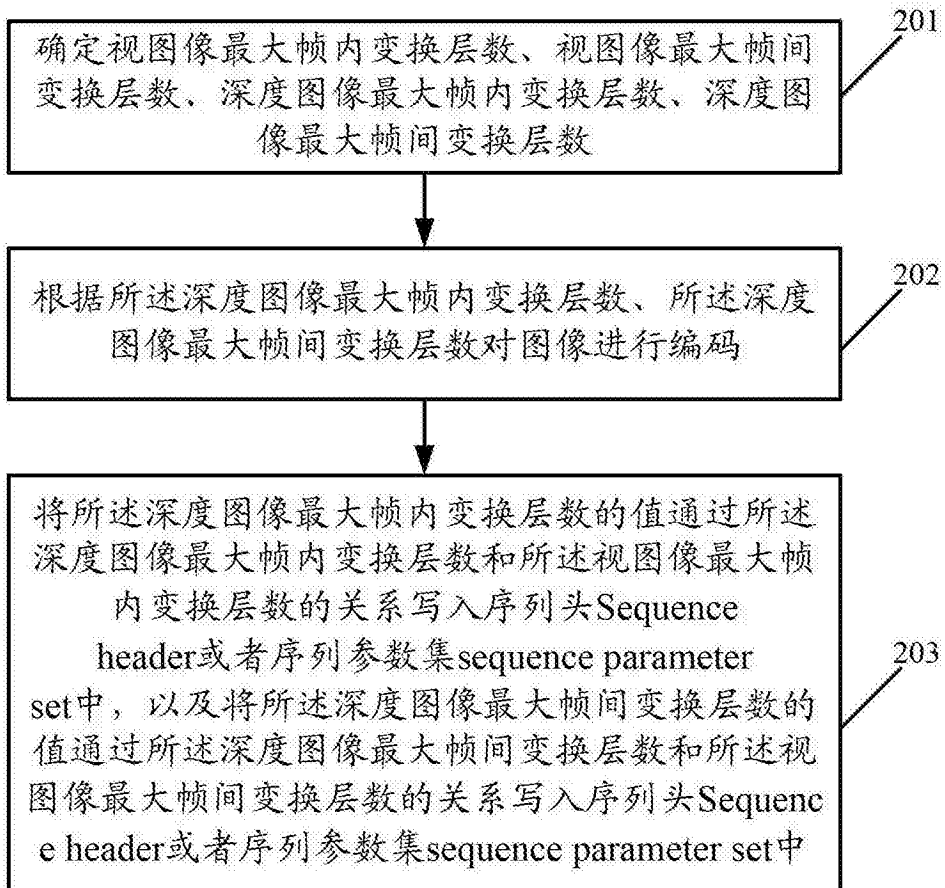 201
确定视图像最大帧内变换层数、视图像最大帧间
变换层数、深度图像最大帧内变换层数、深度图
像最大帧间变换层数
202
根据所述深度图像最大帧内变换层数、所述深度
图像最大帧间变换层数对图像进行编码
203
将所述深度图像最大帧内变换层数的值通过所述
深度图像最大帧内变换层数和所述视图像最大帧
内变换层数的关系写入序列头Sequence
header或者序列参数集sequence parameter
set中，以及将所述深度图像最大帧间变换层数的
值通过所述深度图像最大帧间变换层数和所述视
图像最大帧间变换层数的关系写入序列头Sequenc
e header或者序列参数集sequence parameter set中